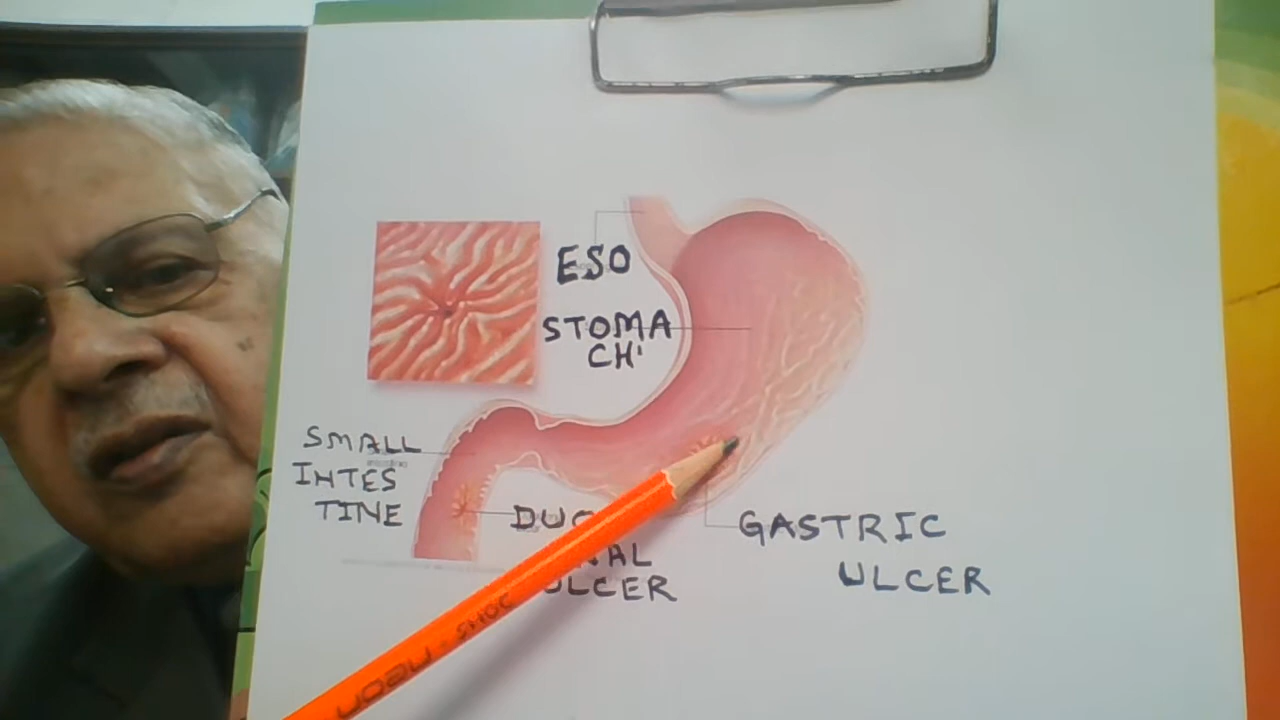 ESO
STOMA
CH
SMALL
INTES
TINE
DUO
NAL
ULCER
GASTRIC
ULCER
neon